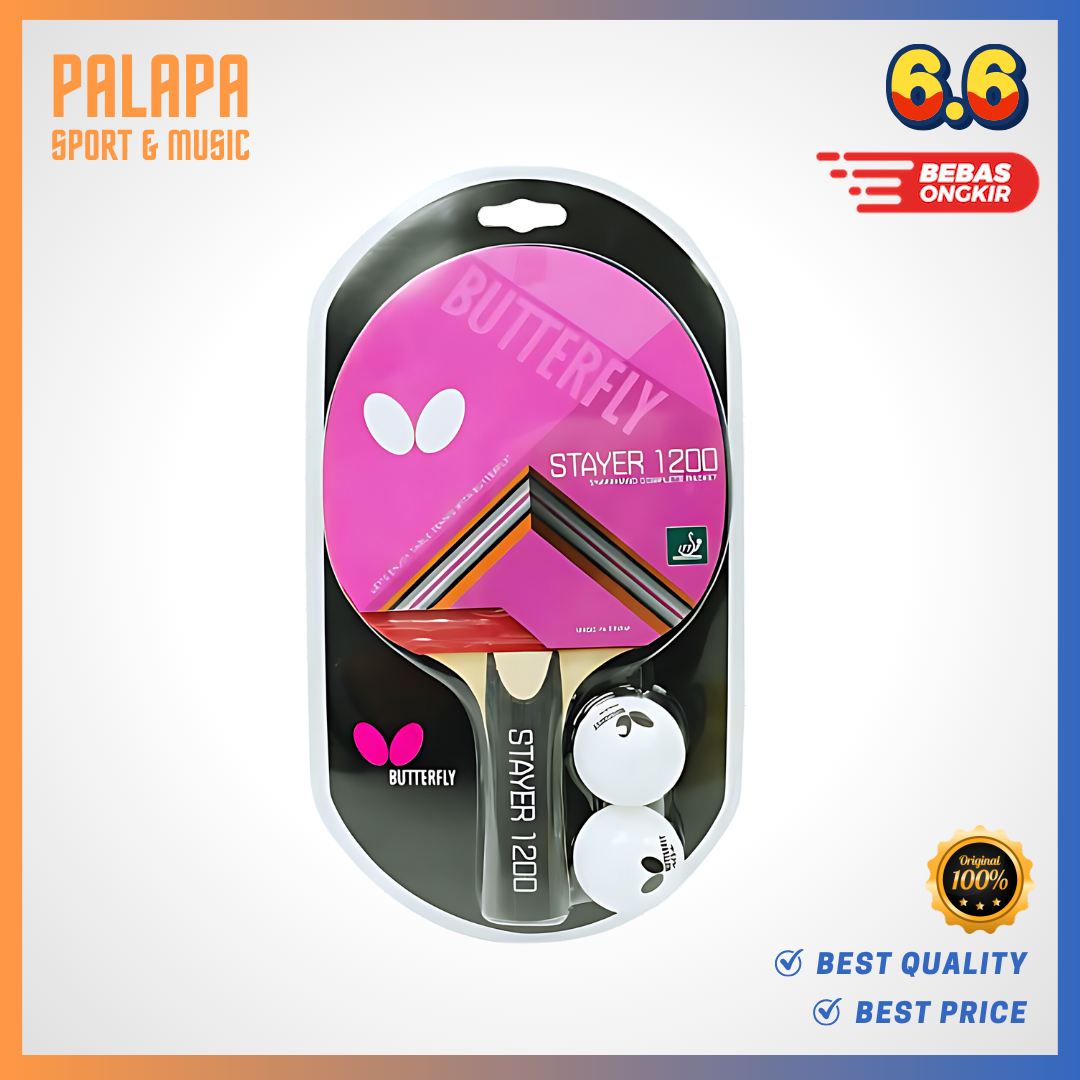 PALAPA
SPORT & MUSIC
6.6
BEBAS
ONGKIR
BUTTERFLY
STAYER 1200
BUTTERFLY
STAYER 1200
Original
100%
BEST QUALITY
BEST PRICE